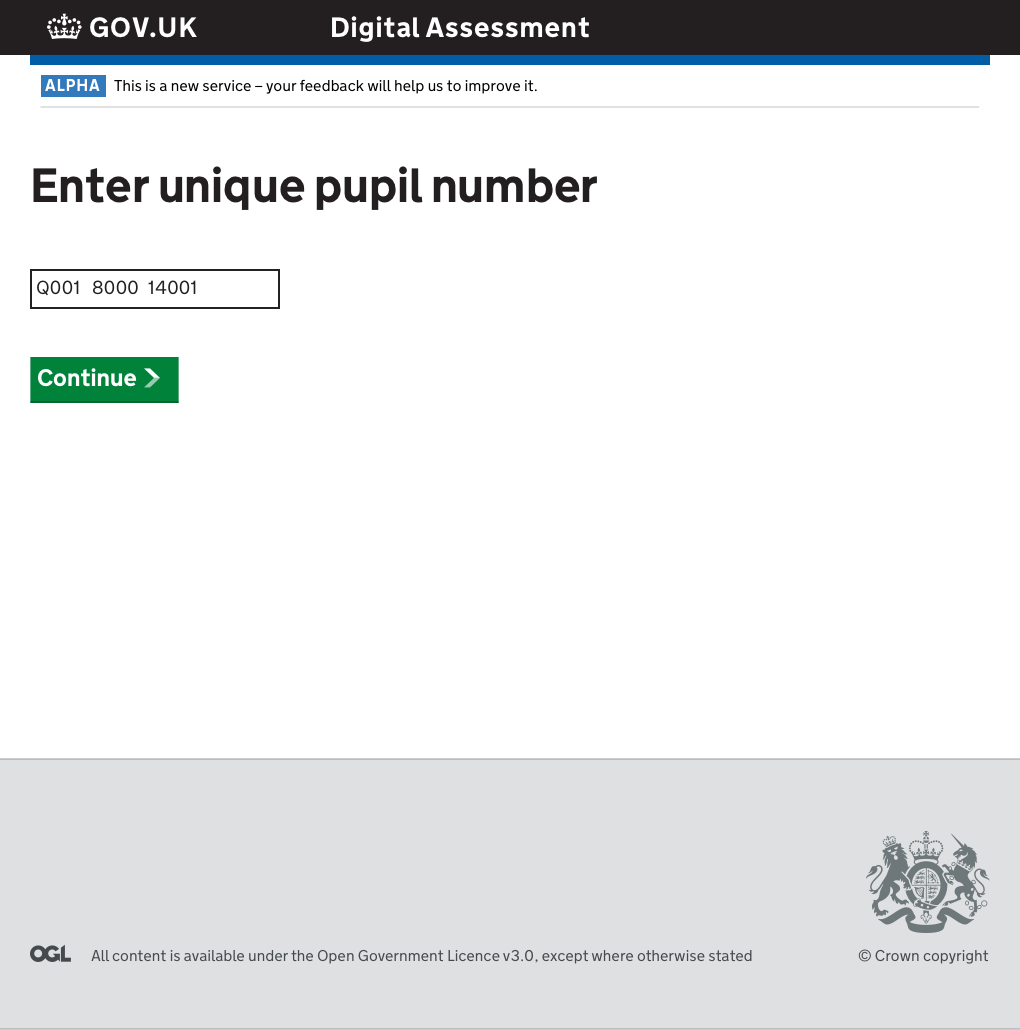 GOV.UK Digital Assessment
ALPHA This is a new service – your feedback will help us to improve it.
Enter unique pupil number
Q001 8000 14001
Continue
OGL All content is available under the Open Government Licence v3.0, except where otherwise stated © Crown copyright